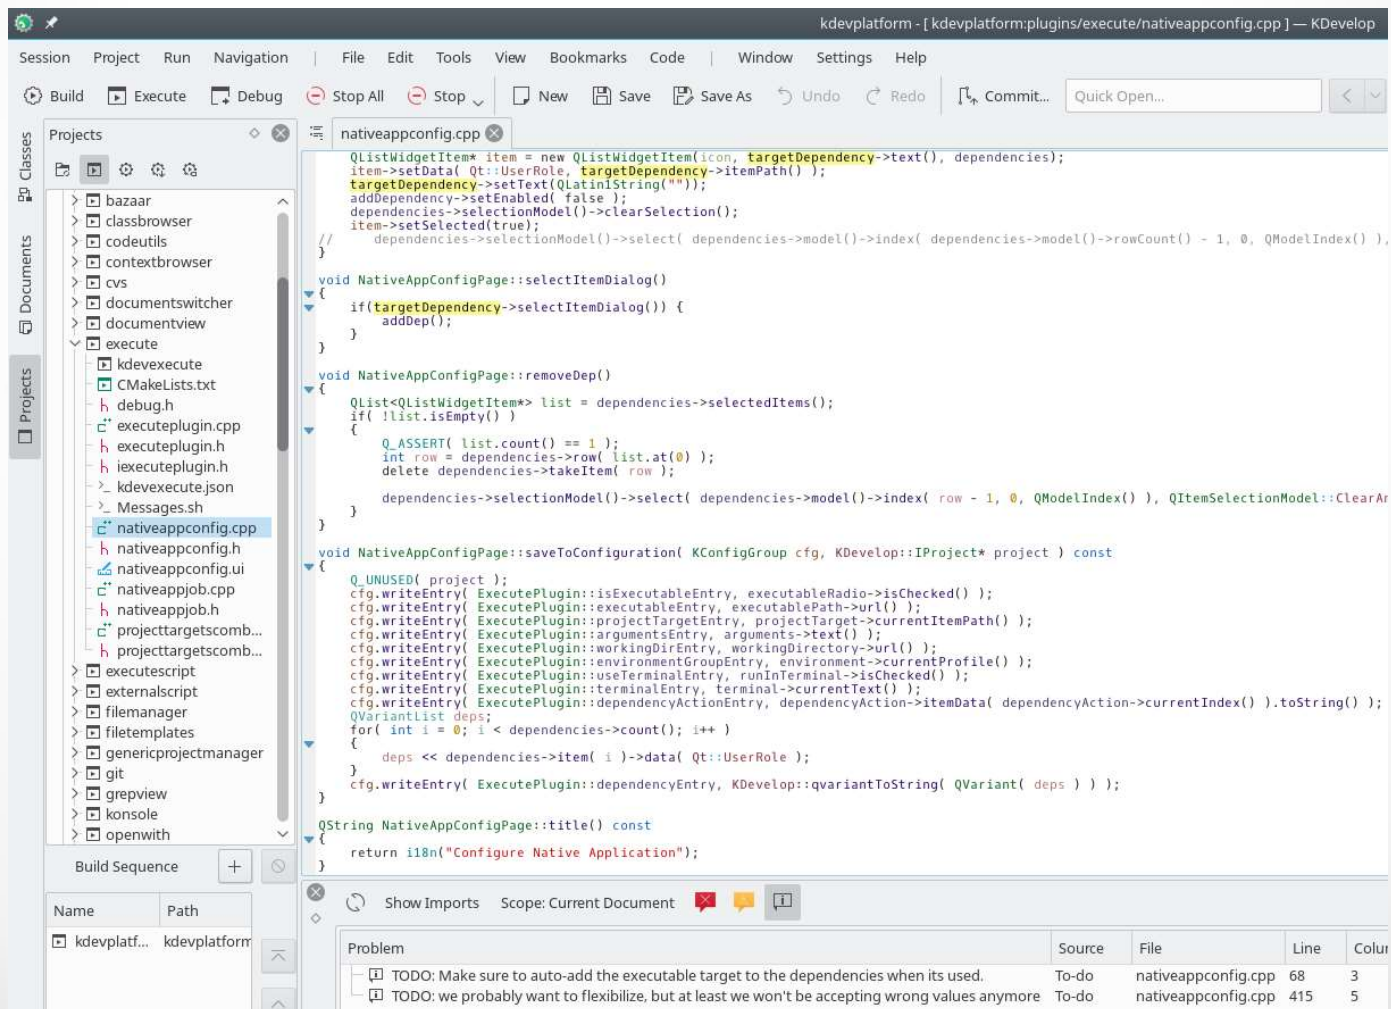 kdevplatform - [ kdevplatform:plugins/execute/nativeappconfig.cpp ] — KDevelop
Session Project Run Navigation | File Edit Tools View Bookmarks Code | Window Settings Help
Build Execute Debug Stop All Stop New Save Save As Undo Redo Commit... Quick Open...
Classes
Documents
Projects
Projects
bazaar
classbrowser
codeutils
contextbrowser
cvs
documentswitcher
documentview
execute
kdevexecute
CMakeLists.txt
debug.h
executeplugin.cpp
executeplugin.h
iexecuteplugin.h
kdevexecute.json
Messages.sh
nativeappconfig.cpp
nativeappconfig.h
nativeappconfig.ui
nativeappjob.cpp
nativeappjob.h
projecttargetscomb...
projecttargetscomb...
executescript
externalscript
filemanager
filetemplates
genericprojectmanager
git
grepview
konsole
openwith
Build Sequence
Name Path
kdevplatf... kdevplatform
nativeappconfig.cpp
QListWidgetItem* item = new QListWidgetItem(icon, targetDependency->text(), dependencies);
item->setData( Qt::UserRole, targetDependency->itemPath() );
targetDependency->setText(QLatin1String(""));
addDependency->setEnabled( false );
dependencies->selectionModel()->clearSelection();
item->setSelected(true);
// dependencies->selectionModel()->select( dependencies->model()->index( dependencies->model()->rowCount() - 1, 0, QModelIndex() ),
}
void NativeAppConfigPage::selectItemDialog()
{
if(targetDependency->selectItemDialog()) {
addDep();
}
}
void NativeAppConfigPage::removeDep()
{
QList<QListWidgetItem*> list = dependencies->selectedItems();
if( !list.isEmpty() )
{
Q_ASSERT( list.count() == 1 );
int row = dependencies->row( list.at(0) );
delete dependencies->takeItem( row );
dependencies->selectionModel()->select( dependencies->model()->index( row - 1, 0, QModelIndex() ), QItemSelectionModel::ClearAn
}
}
void NativeAppConfigPage::saveToConfiguration( KConfigGroup cfg, KDevelop::IProject* project ) const
{
Q_UNUSED( project );
cfg.writeEntry( ExecutePlugin::isExecutableEntry, executableRadio->isChecked() );
cfg.writeEntry( ExecutePlugin::executableEntry, executablePath->url() );
cfg.writeEntry( ExecutePlugin::projectTargetEntry, projectTarget->currentItemPath() );
cfg.writeEntry( ExecutePlugin::argumentsEntry, arguments->text() );
cfg.writeEntry( ExecutePlugin::workingDirEntry, workingDirectory->url() );
cfg.writeEntry( ExecutePlugin::environmentGroupEntry, environment->currentProfile() );
cfg.writeEntry( ExecutePlugin::useTerminalEntry, runInTerminal->isChecked() );
cfg.writeEntry( ExecutePlugin::terminalEntry, terminal->currentText() );
cfg.writeEntry( ExecutePlugin::dependencyActionEntry, dependencyAction->itemData( dependencyAction->currentIndex() ).toString() );
QVariantList deps;
for( int i = 0; i < dependencies->count(); i++ )
{
deps << dependencies->item( i )->data( Qt::UserRole );
}
cfg.writeEntry( ExecutePlugin::dependencyEntry, KDevelop::qvariantToString( QVariant( deps ) ) );
}
QString NativeAppConfigPage::title() const
{
return i18n("Configure Native Application");
}
Show Imports Scope: Current Document
Problem Source File Line Colu
TODO: Make sure to auto-add the executable target to the dependencies when its used. To-do nativeappconfig.cpp 68 3
TODO: we probably want to flexibilize, but at least we won't be accepting wrong values anymore To-do nativeappconfig.cpp 415 5